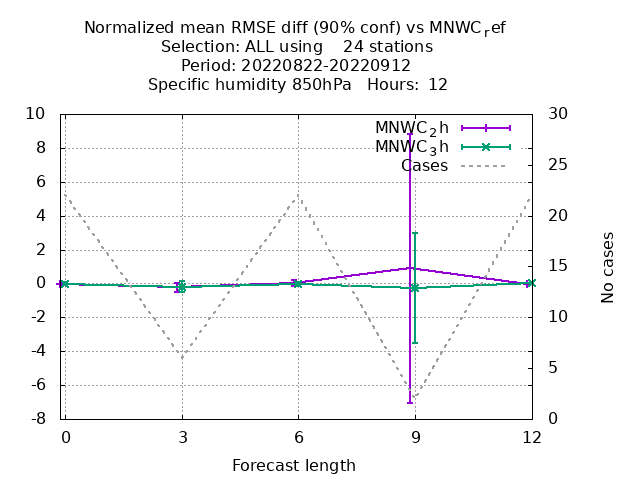 Normalized mean RMSE diff (90% conf) vs MNWC_ref
Selection: ALL using    24 stations
Period: 20220822-20220912
Specific humidity 850hPa   Hours:  12
MNWC_2h
MNWC_3h
Cases
10
8
6
4
2
0
-2
-4
-6
-8
30
25
20
15
10
5
0
No cases
0 3 6 9 12
Forecast length